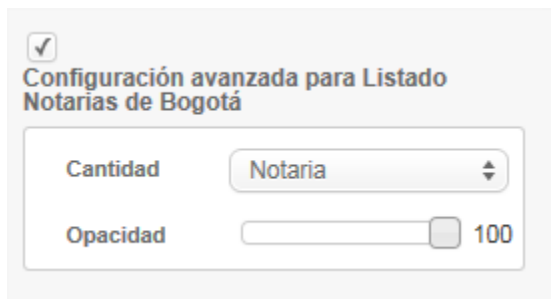 Configuración avanzada para Listado
Notarias de Bogotá
Cantidad Notaria
Opacidad 100